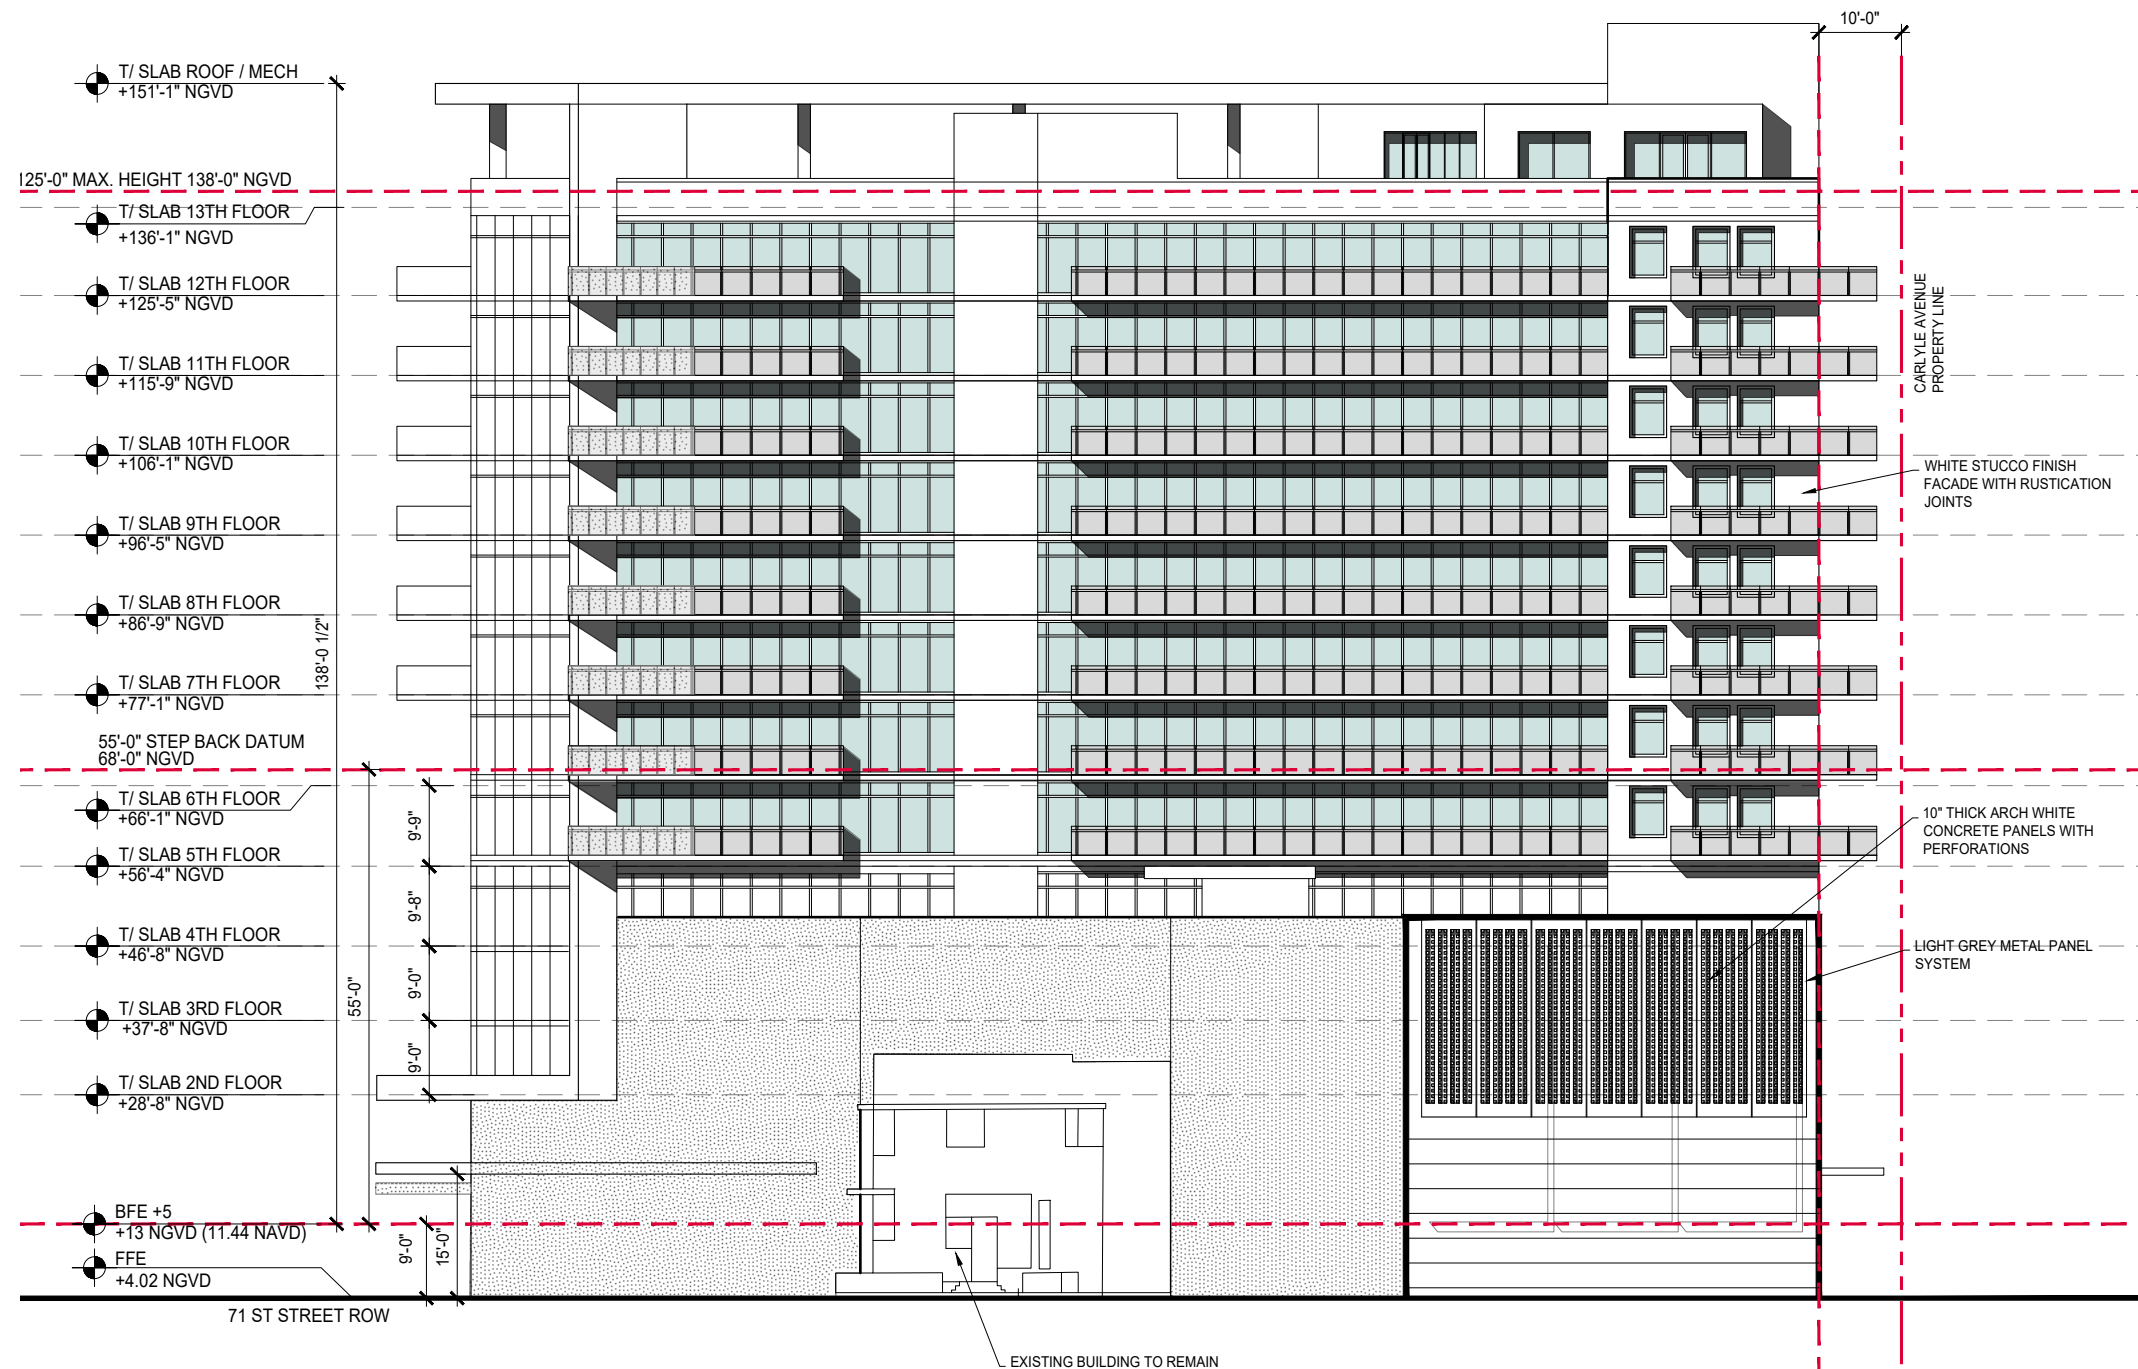 10'-0"
T/ SLAB ROOF / MECH
+151'-1" NGVD
125'-0" MAX. HEIGHT 138'-0" NGVD
T/ SLAB 13TH FLOOR
+136'-1" NGVD
T/ SLAB 12TH FLOOR
+125'-5" NGVD
T/ SLAB 11TH FLOOR
+115'-9" NGVD
T/ SLAB 10TH FLOOR
+106'-1" NGVD
T/ SLAB 9TH FLOOR
+96'-5" NGVD
T/ SLAB 8TH FLOOR
+86'-9" NGVD
T/ SLAB 7TH FLOOR
+77'-1" NGVD
138'-0 1/2"
55'-0" STEP BACK DATUM
68'-0" NGVD
T/ SLAB 6TH FLOOR
+66'-1" NGVD
T/ SLAB 5TH FLOOR
+56'-4" NGVD
T/ SLAB 4TH FLOOR
+46'-8" NGVD
T/ SLAB 3RD FLOOR
+37'-8" NGVD
T/ SLAB 2ND FLOOR
+28'-8" NGVD
BFE +5
+13 NGVD (11.44 NAVD)
FFE
+4.02 NGVD
71 ST STREET ROW
9'-9"
9'-8"
9'-0"
9'-0"
55'-0"
9'-0"
15'-0"
CARLYLE AVENUE
PROPERTY LINE
WHITE STUCCO FINISH
FACADE WITH RUSTICATION
JOINTS
10" THICK ARCH WHITE
CONCRETE PANELS WITH
PERFORATIONS
LIGHT GREY METAL PANEL
SYSTEM
EXISTING BUILDING TO REMAIN